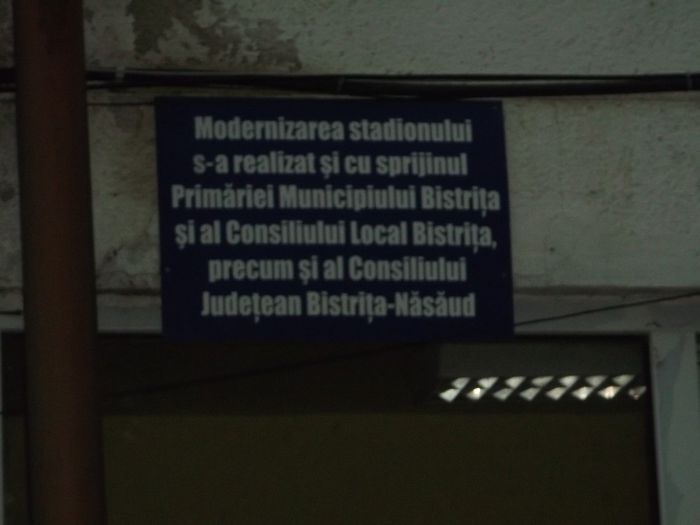 Modernizarea stadionului
s-a realizat și cu sprijinul
Primăriei Municipiului Bistrița
și al Consiliului Local Bistrița,
precum și al Consiliului
Județean Bistrița-Năsăud